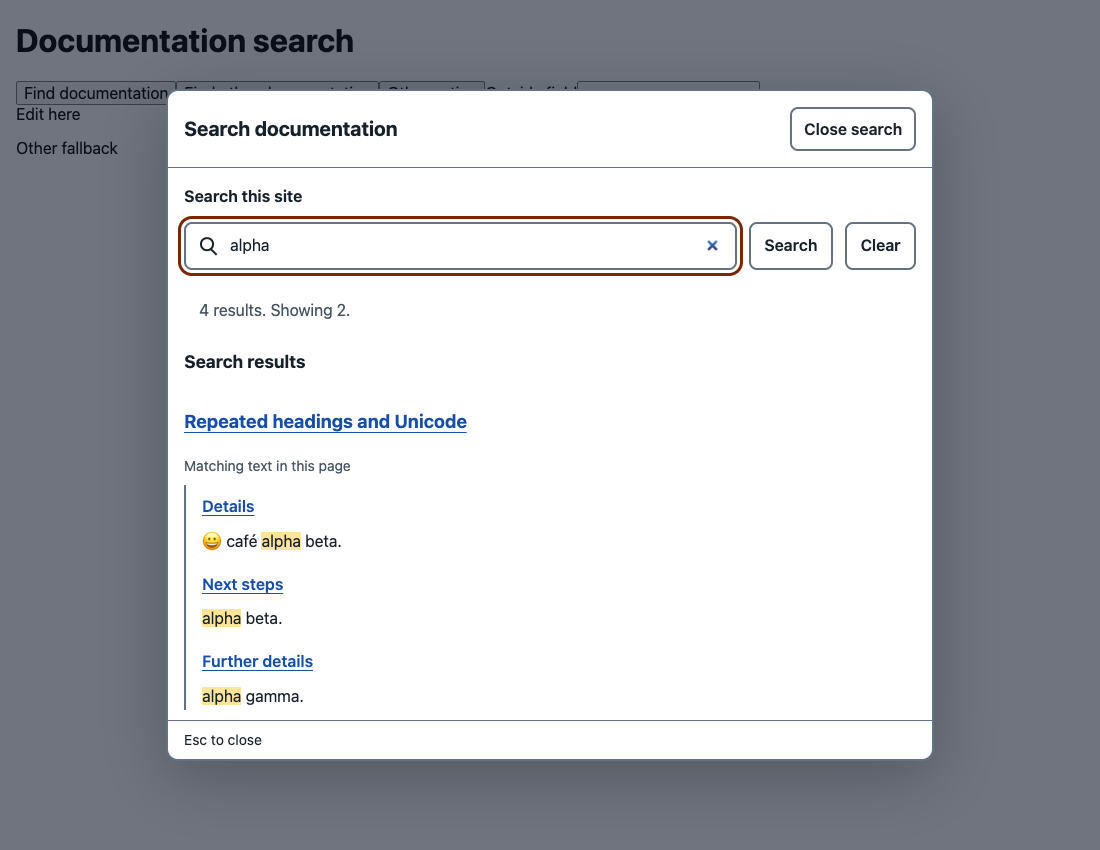 Documentation search
Find documentation
Edit here
Other fallback
Search documentation
Close search
Search this site
alpha
Search
Clear
4 results. Showing 2.
Search results
Repeated headings and Unicode
Matching text in this page
Details
😀 café alpha beta.
Next steps
alpha beta.
Further details
alpha gamma.
Esc to close